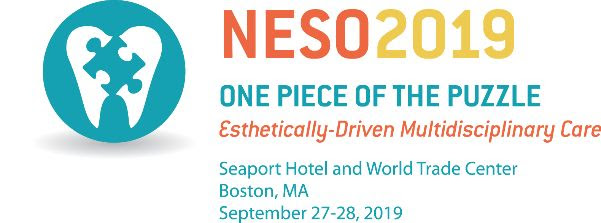 NESO2019
ONE PIECE OF THE PUZZLE
Esthetically-Driven Multidisciplinary Care
Seaport Hotel and World Trade Center
Boston, MA
September 27-28, 2019